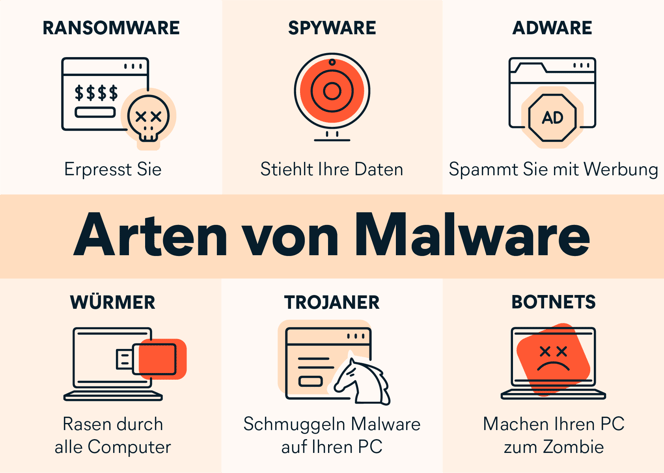 RANSOMWARE
$$$$
Erpresst Sie
SPYWARE
Stiehlt Ihre Daten
ADWARE
AD
Spammt Sie mit Werbung
Arten von Malware
WÜRMER
Rasen durch
alle Computer
TROJANER
Schmuggeln Malware
auf Ihren PC
BOTNETS
Machen Ihren PC
zum Zombie